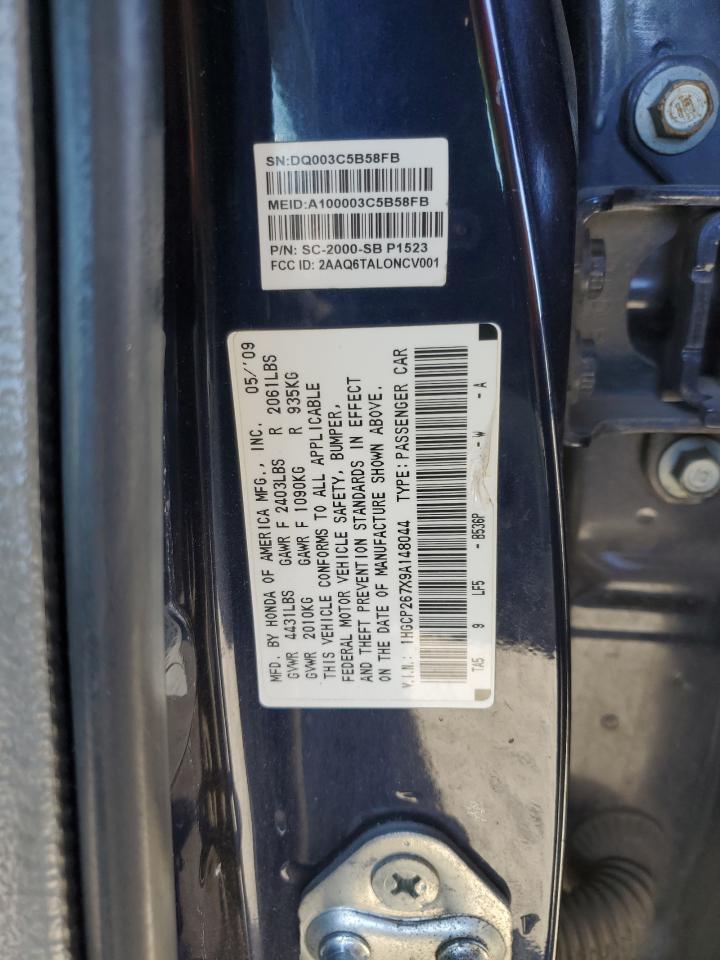 SN:DQ003C5B58FB
MEID:A100003C5B58FB
P/N: SC-2000-SB P1523
FCC ID: 2AAQ6TALONCV001
MFD. BY HONDA OF AMERICA MFG., INC. 05/'09
GVWR 4431LBS GAWR F 2403LBS R 2061LBS
GVWR 2010KG GAWR F 1090KG R 935KG
THIS VEHICLE CONFORMS TO ALL APPLICABLE
FEDERAL MOTOR VEHICLE SAFETY, BUMPER,
AND THEFT PREVENTION STANDARDS IN EFFECT
ON THE DATE OF MANUFACTURE SHOWN ABOVE.
V.I.N.: 1HGCP267X9A148044 TYPE: PASSENGER CAR
TA5 9 LF5 - B536P - W - A